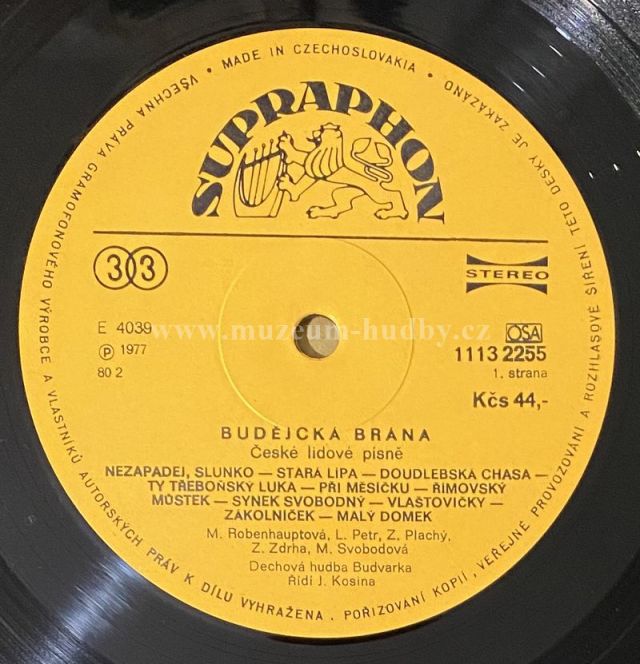 • MADE IN CZECHOSLOVAKIA •
VŠECHNA PRÁVA GRAMOFONOVÉHO VÝROBCE A VLASTNÍKŮ AUTORSKÝCH PRÁV K DÍLU VYHRAŽENA. POŘIZOVÁNÍ KOPIÍ, VEŘEJNÉ PROVOZOVÁNÍ A ROZHLASOVÉ ŠÍŘENÍ TÉTO DESKY JE ZAKÁZÁNO
SUPRAPHON
33
STEREO
E 4039
℗ 1977
80 2
www.muzeum-hudby.cz
OSA
1113 2255
1. strana
Kčs 44,-
BUDĚJCKÁ BRÁNA
České lidové písně
NEZAPADEJ, SLUNKO — STARÁ LÍPA — DOUDLEBSKÁ CHASA —
TY TŘEBOŇSKÝ LUKA — PŘI MĚSÍČKU — ŘÍMOVSKÝ
MŮSTEK — SYNEK SVOBODNÝ — VLAŠTOVIČKY —
ZÁKOLNÍČEK — MALÝ DOMEK
M. Robenhauptová, L. Petr, Z. Plachý,
Z. Zdrha, M. Svobodová
Dechová hudba Budvarka
Řídí J. Kosina